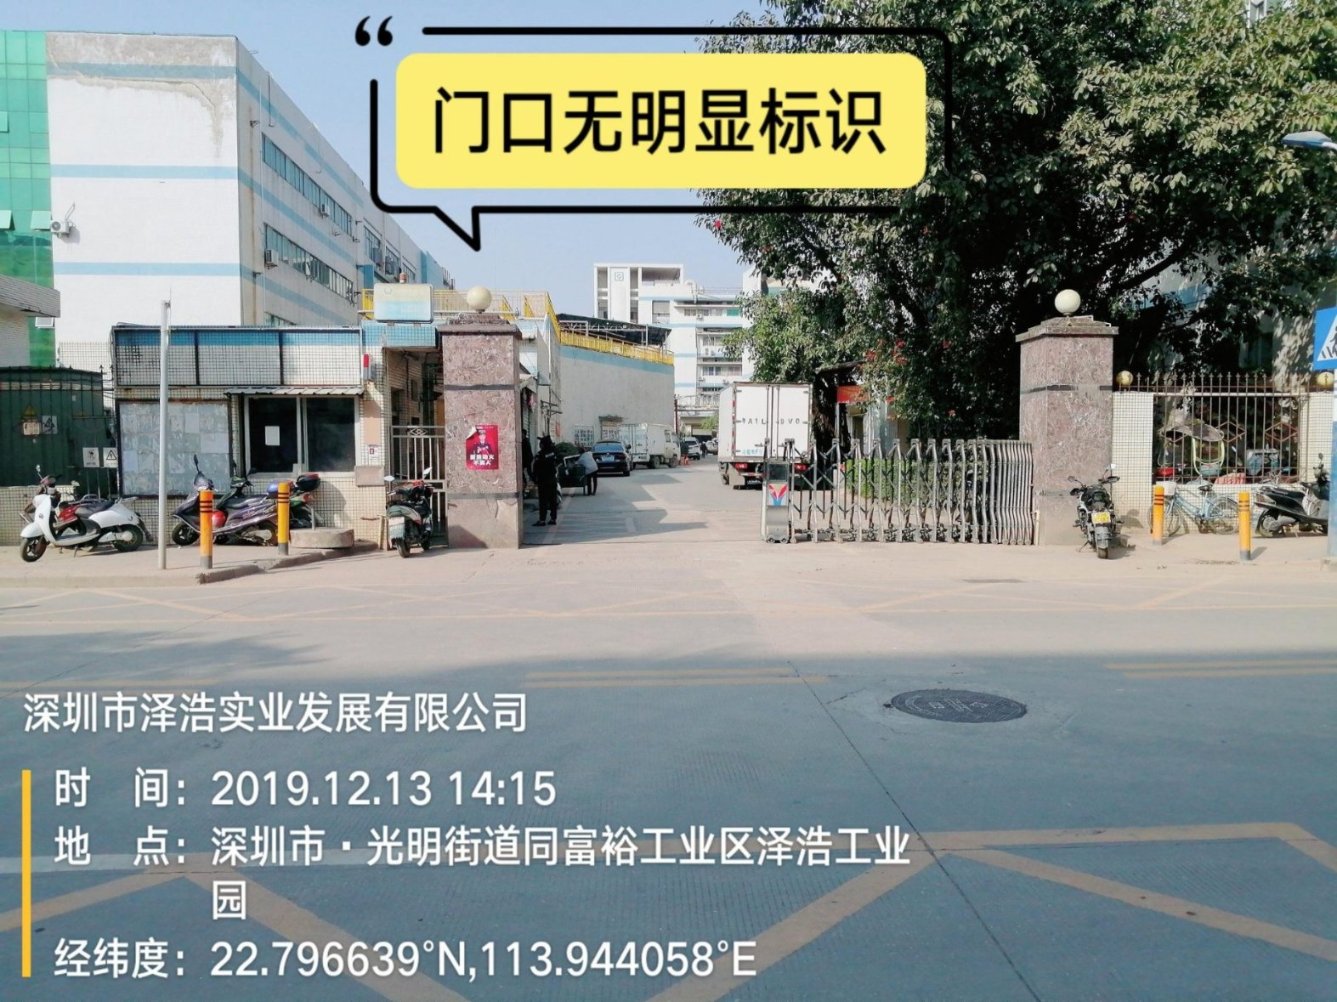 门口无明显标识
深圳市泽浩实业发展有限公司
时 间：2019.12.13 14:15
地 点：深圳市·光明街道同富裕工业区泽浩工业
园
经纬度：22.796639°N,113.944058°E